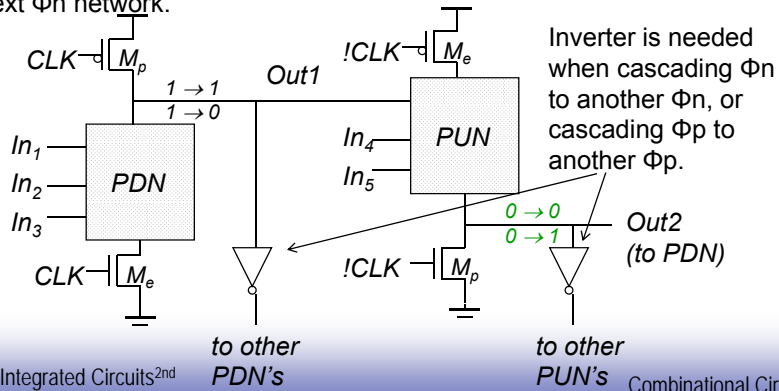 ext Φn network.
CLK Mp
!CLK Me
Inverter is needed
when cascading Φn
to another Φn, or
cascading Φp to
another Φp.
1 → 1 Out1
1 → 0
In1
In2
In3
PDN
In4
In5
PUN
0 → 0
0 → 1
Out2
(to PDN)
CLK Me
!CLK Mp
to other
PDN's
to other
PUN's
Integrated Circuits2nd
Combinational Cir